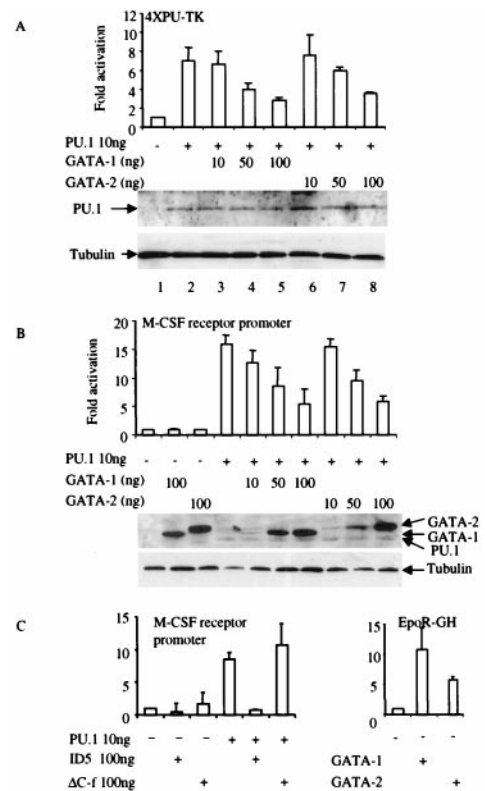 A
4XPU-TK
Fold activation
12
10
8
6
4
2
0
PU.1 10ng - + + + + + + +
GATA-1 (ng) 10 50 100
GATA-2 (ng) 10 50 100
PU.1
Tubulin
1 2 3 4 5 6 7 8
B
M-CSF receptor promoter
Fold activation
20
15
10
5
0
PU.1 10ng - - - + + + + + + +
GATA-1 (ng) 100 10 50 100
GATA-2 (ng) 100 10 50 100
GATA-2
GATA-1
PU.1
Tubulin
C
M-CSF receptor
promoter
15
10
5
0
PU.1 10ng - - - + + +
ID5 100ng + +
ΔC-f 100ng + +
EpoR-GH
15
10
5
0
- - -
GATA-1 +
GATA-2 +